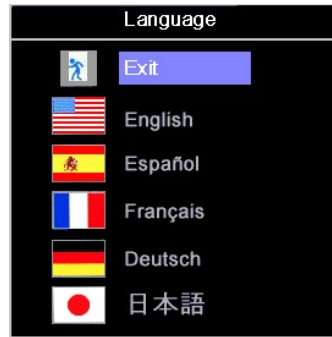 Language
Exit
English
Español
Français
Deutsch
日本語